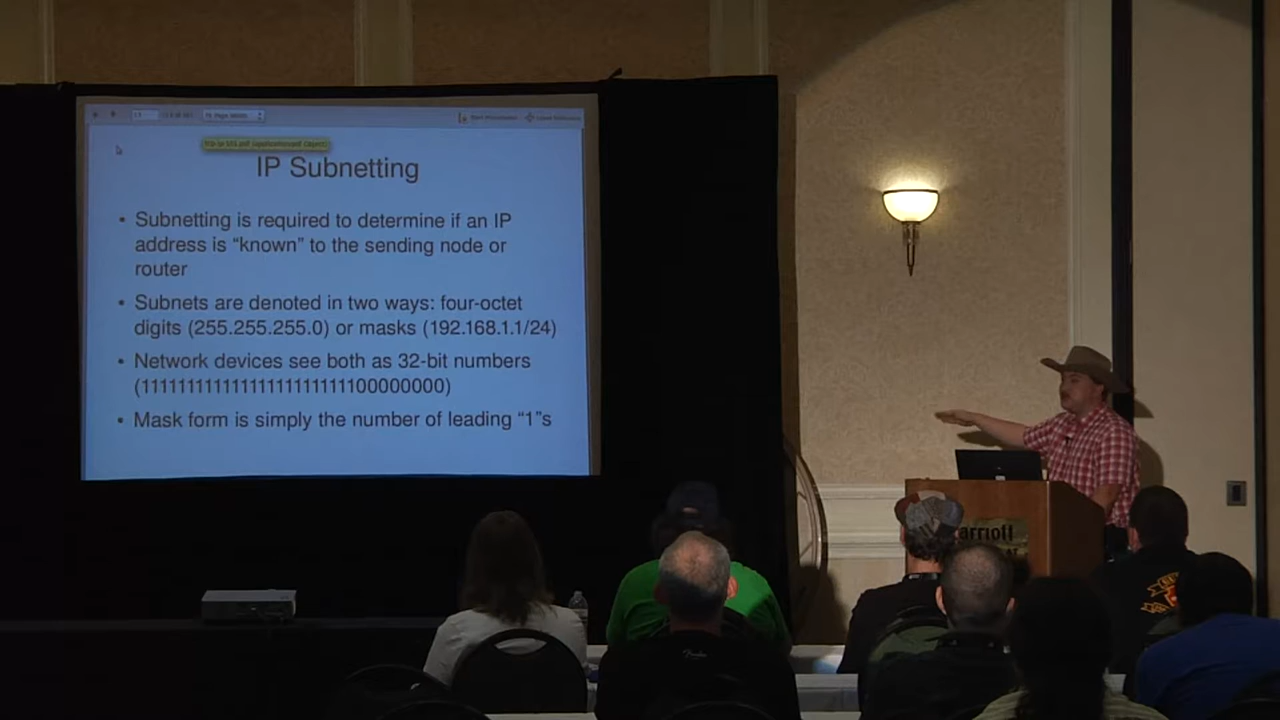 IP Subnetting
• Subnetting is required to determine if an IP
address is “known” to the sending node or
router
• Subnets are denoted in two ways: four-octet
digits (255.255.255.0) or masks (192.168.1.1/24)
• Network devices see both as 32-bit numbers
(11111111111111111111111100000000)
• Mask form is simply the number of leading “1”s
arriott
Fender